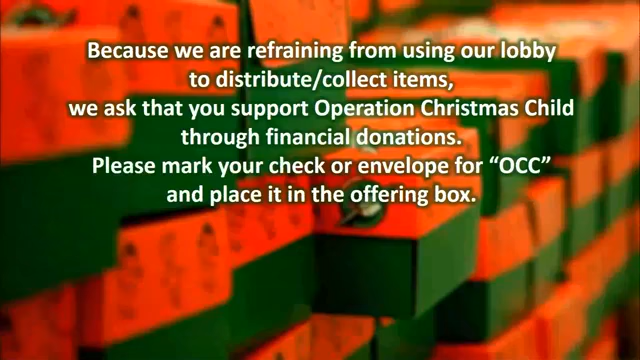 Because we are refraining from using our lobby
to distribute/collect items,
we ask that you support Operation Christmas Child
through financial donations.
Please mark your check or envelope for “OCC”
and place it in the offering box.